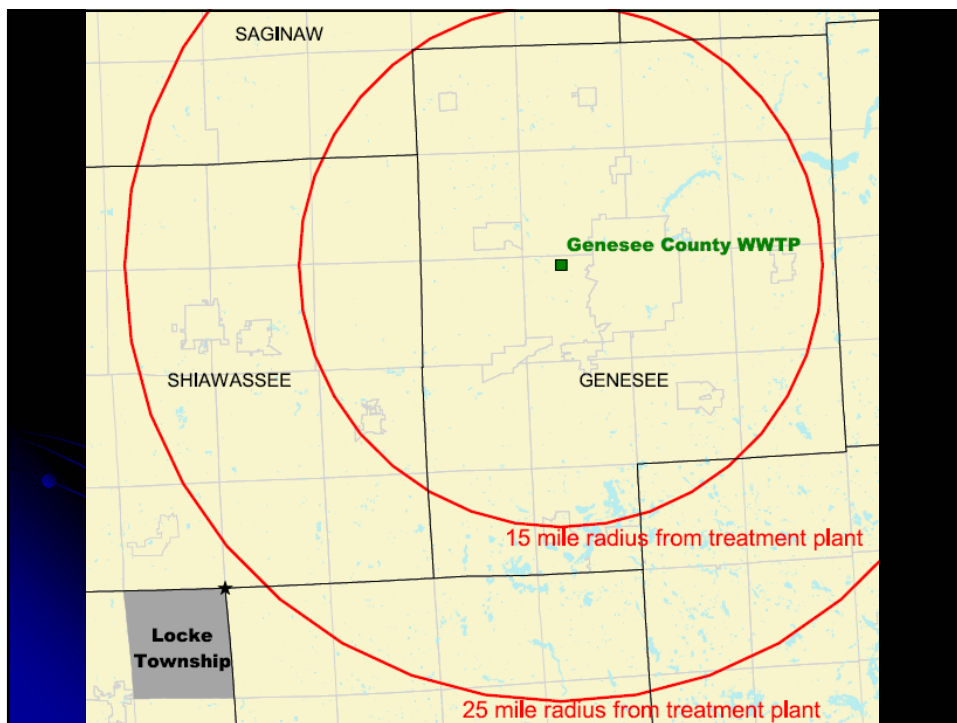 SAGINAW
Genesee County WWTP
SHIAWASSEE
GENESEE
15 mile radius from treatment plant
Locke
Township
25 mile radius from treatment plant